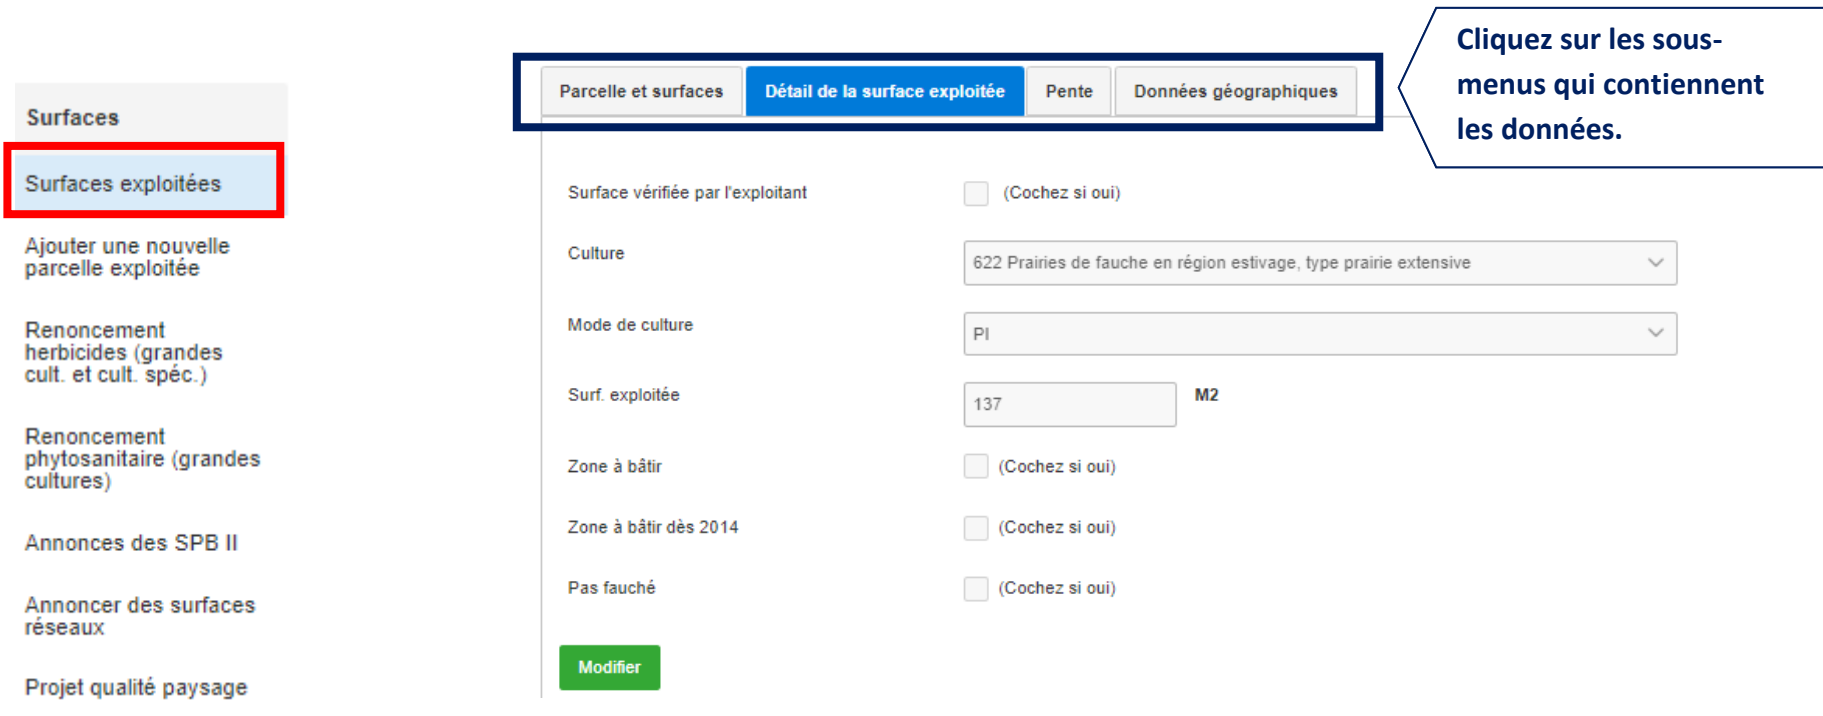 Surfaces
Surfaces exploitées
Ajouter une nouvelle
parcelle exploitée
Renoncement
herbicides (grandes
cult. et cult. spéc.)
Renoncement
phytosanitaire (grandes
cultures)
Annonces des SPB II
Annoncer des surfaces
réseaux
Projet qualité paysage
Parcelle et surfaces Détail de la surface exploitée Pente Données géographiques
Cliquez sur les sous-
menus qui contiennent
les données.
Surface vérifiée par l'exploitant (Cochez si oui)
Culture 622 Prairies de fauche en région estivage, type prairie extensive
Mode de culture PI
Surf. exploitée 137 M2
Zone à bâtir (Cochez si oui)
Zone à bâtir dès 2014 (Cochez si oui)
Pas fauché (Cochez si oui)
Modifier